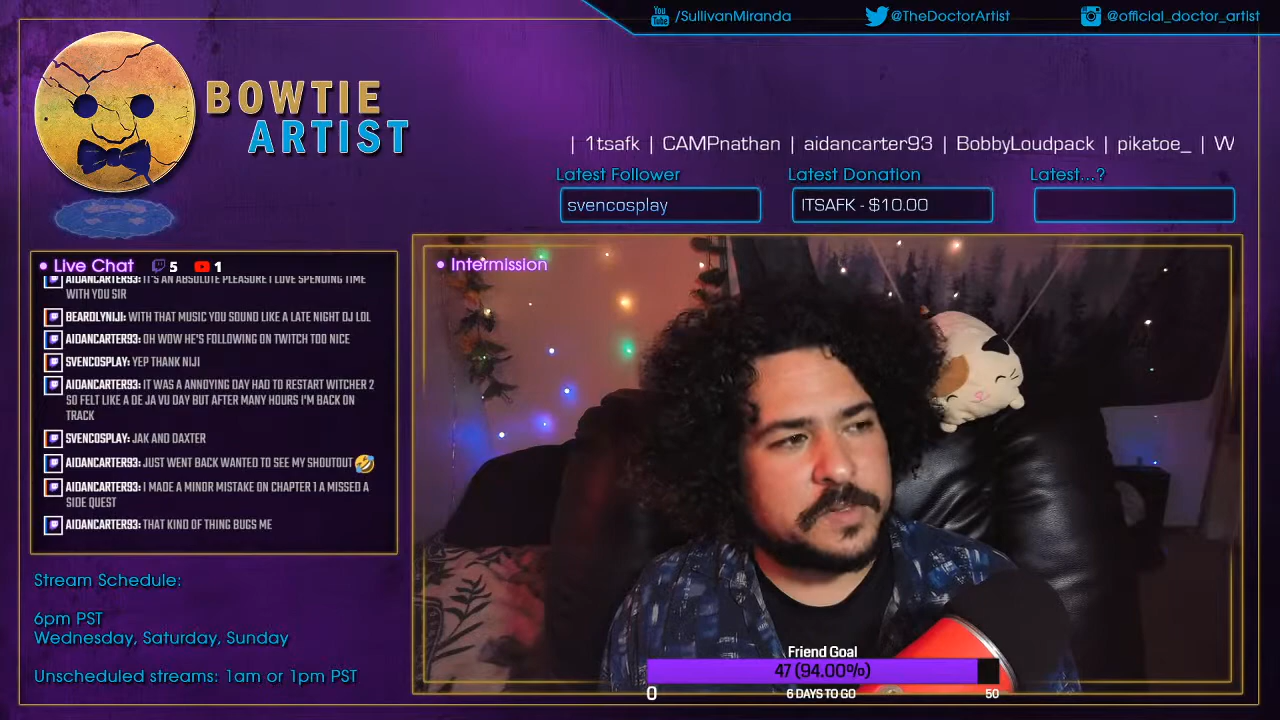 You
Tube /SullivanMiranda
@TheDoctorArtist
@official_doctor_artist
BOWTIE
ARTIST
| 1tsafk | CAMPnathan | aidancarter93 | BobbyLoudpack | pikatoe_ | W
Latest Follower
Latest Donation
Latest...?
svencosplay
ITSAFK - $10.00
• Live Chat 5 1
AIDANCARTER93: IT'S AN ABSOLUTE PLEASURE I LOVE SPENDING TIME
WITH YOU SIR
BEARDLYNIJI: WITH THAT MUSIC YOU SOUND LIKE A LATE NIGHT DJ LOL
AIDANCARTER93: OH WOW HE'S FOLLOWING ON TWITCH TOO NICE
SVENCOSPLAY: YEP THANK NIJI
AIDANCARTER93: IT WAS A ANNOYING DAY HAD TO RESTART WITCHER 2
SO FELT LIKE A DE JA VU DAY BUT AFTER MANY HOURS I'M BACK ON
TRACK
SVENCOSPLAY: JAK AND DAXTER
AIDANCARTER93: JUST WENT BACK WANTED TO SEE MY SHOUTOUT 🤣
AIDANCARTER93: I MADE A MINOR MISTAKE ON CHAPTER 1 A MISSED A
SIDE QUEST
AIDANCARTER93: THAT KIND OF THING BUGS ME
• Intermission
Stream Schedule:
6pm PST
Wednesday, Saturday, Sunday
Unscheduled streams: 1am or 1pm PST
Friend Goal
47 (94.00%)
0 6 DAYS TO GO 50